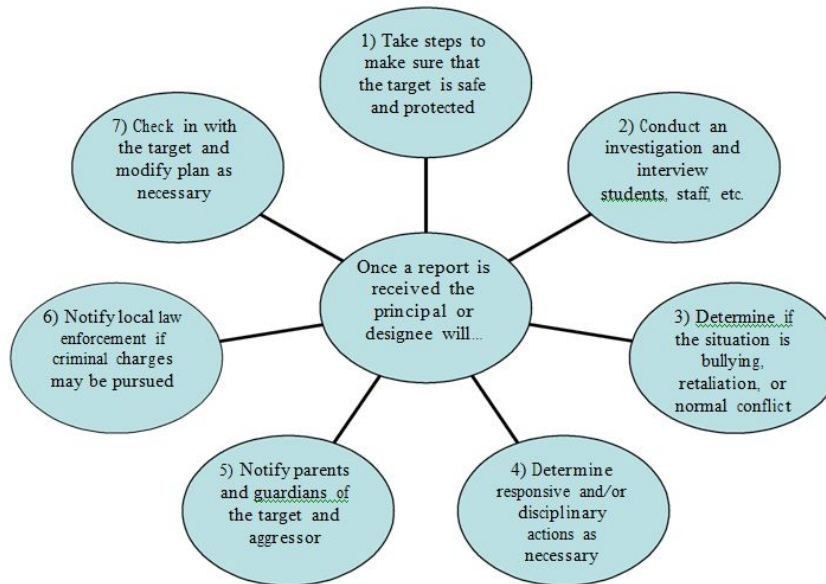 1) Take steps to
make sure that
the target is safe
and protected
2) Conduct an
investigation and
interview
students, staff, etc.
3) Determine if
the situation is
bullying,
retaliation, or
normal conflict
4) Determine
responsive and/or
disciplinary
actions as
necessary
5) Notify parents
and guardians of
the target and
aggressor
6) Notify local law
enforcement if
criminal charges
may be pursued
7) Check in with
the target and
modify plan as
necessary
Once a report is
received the
principal or
designee will...